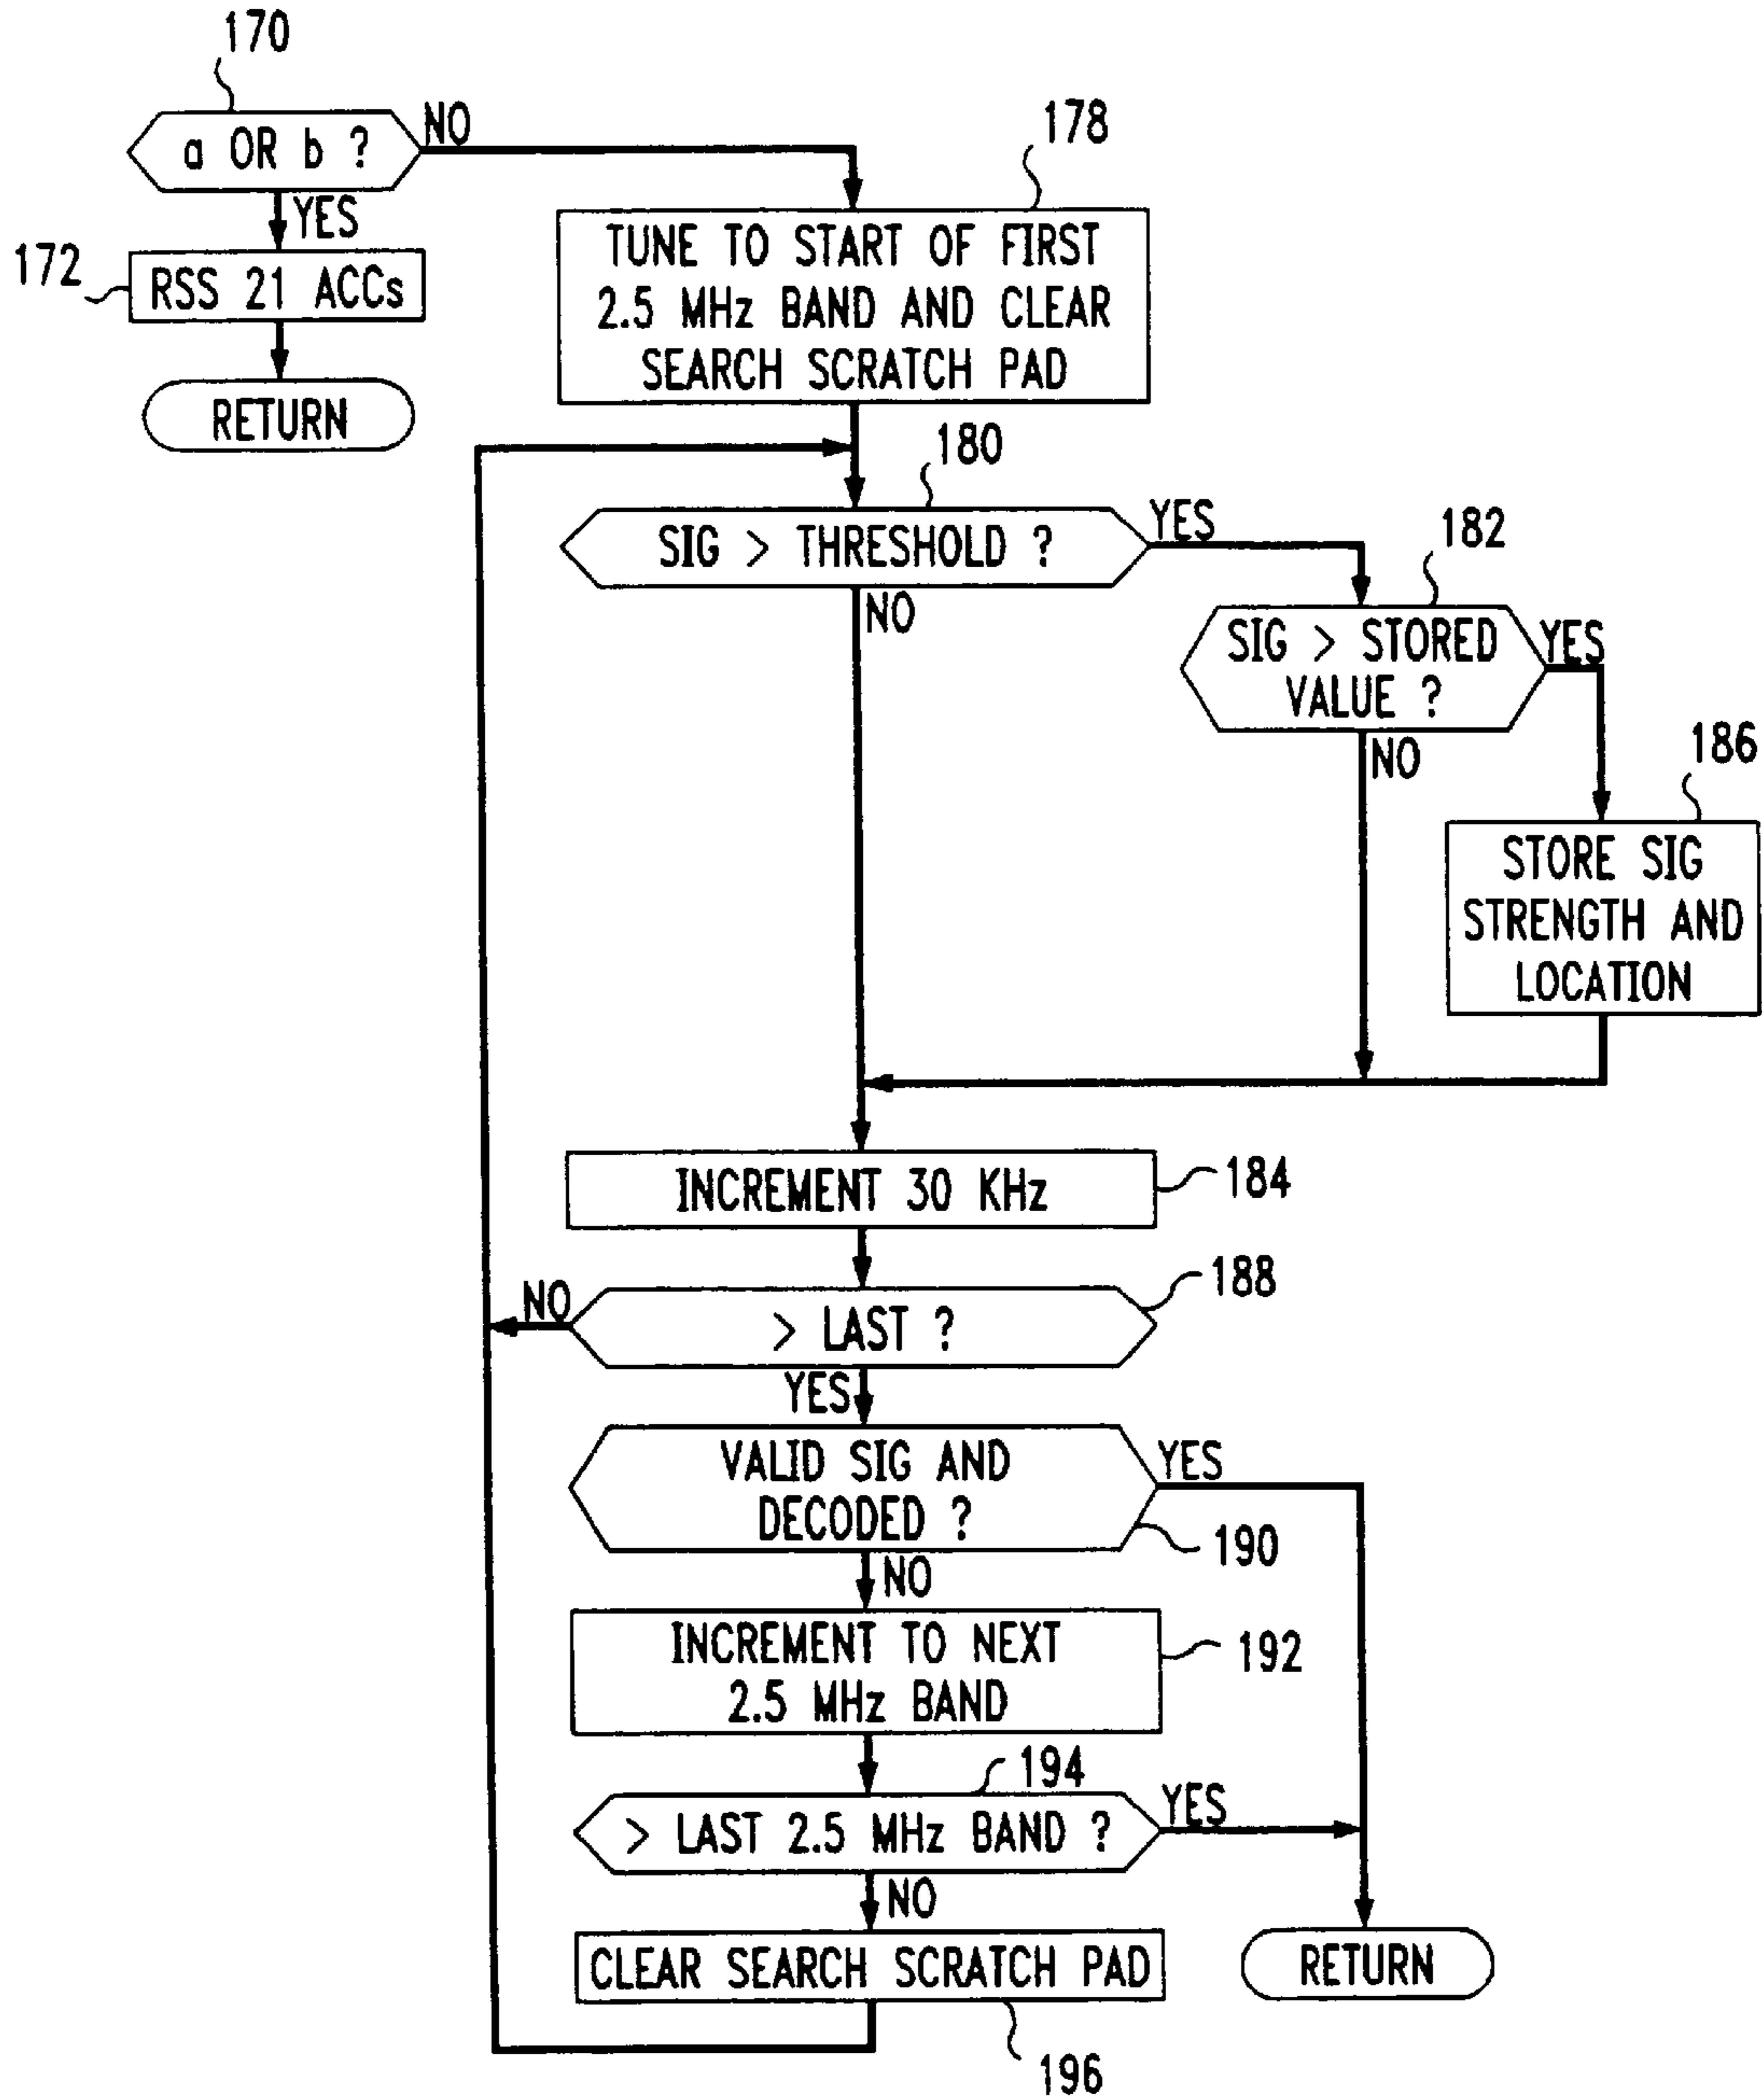 170
a OR b ?
NO
YES
172
RSS 21 ACCs
RETURN
178
TUNE TO START OF FIRST
2.5 MHz BAND AND CLEAR
SEARCH SCRATCH PAD
180
SIG > THRESHOLD ?
YES
NO
182
SIG > STORED
VALUE ?
YES
NO
186
STORE SIG
STRENGTH AND
LOCATION
INCREMENT 30 KHz
184
188
> LAST ?
NO
YES
VALID SIG AND
DECODED ?
YES
190
NO
INCREMENT TO NEXT
2.5 MHz BAND
192
194
> LAST 2.5 MHz BAND ?
YES
NO
CLEAR SEARCH SCRATCH PAD
196
RETURN